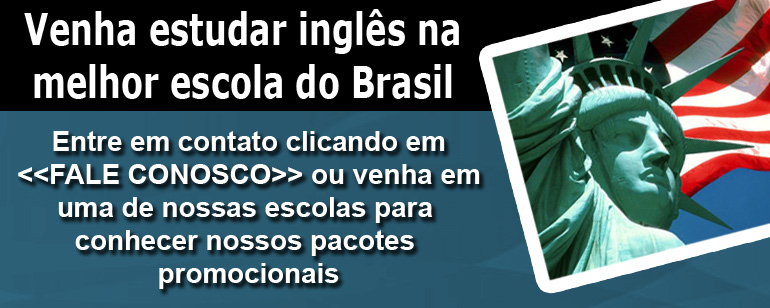 Venha estudar inglês na
melhor escola do Brasil
Entre em contato clicando em
<<FALE CONOSCO>> ou venha em
uma de nossas escolas para
conhecer nossos pacotes
promocionais